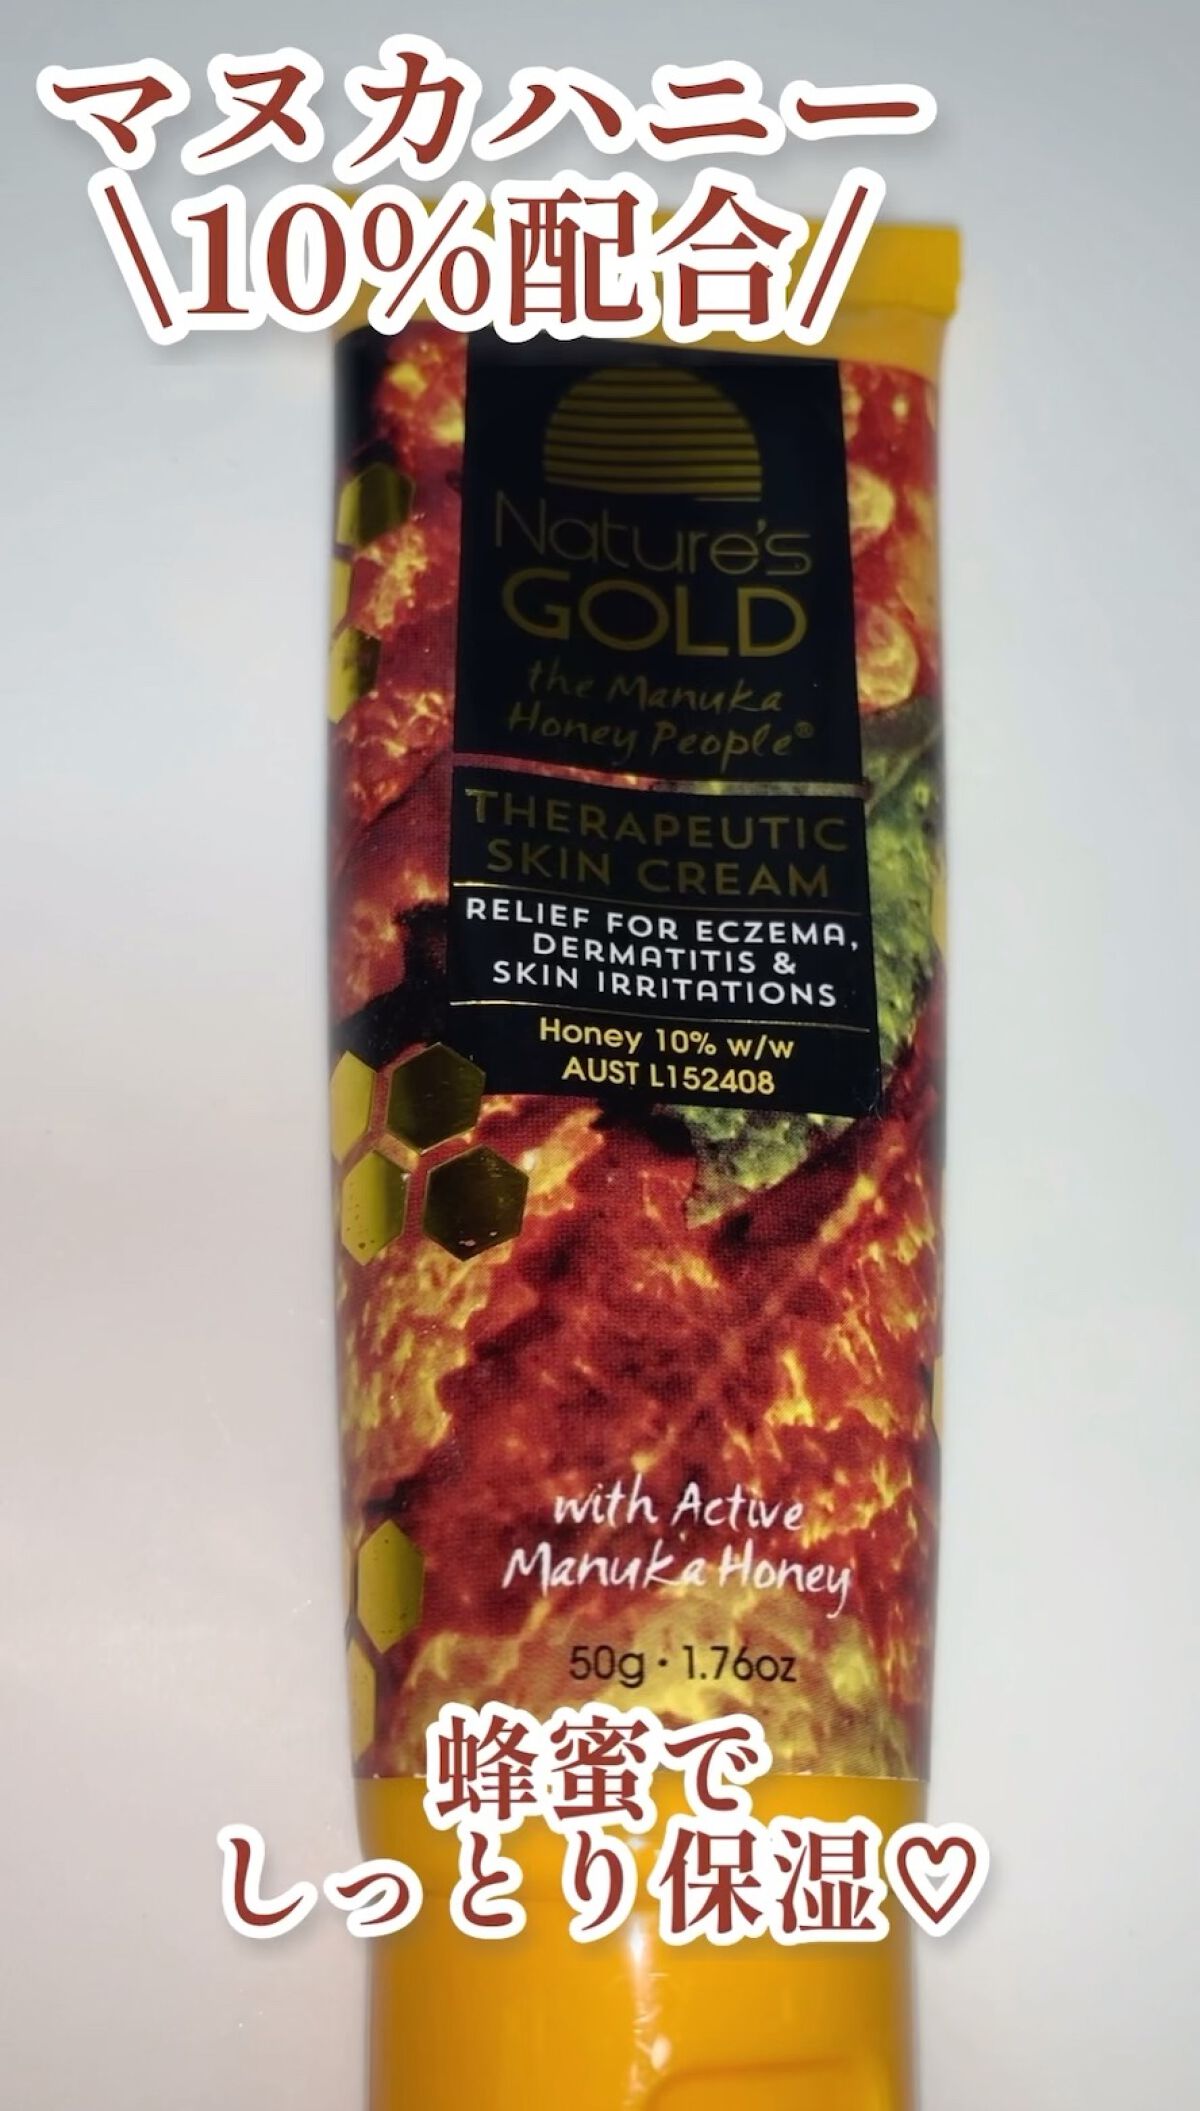 マヌカハニー
\10%配合/
Nature's
GOLD
the Manuka
Honey People®
THERAPEUTIC
SKIN CREAM
RELIEF FOR ECZEMA,
DERMATITIS &
SKIN IRRITATIONS
Honey 10% w/w
AUST L152408
with Active
Manuka Honey
50g · 1.76oz
蜂蜜で
しっとり保湿♡